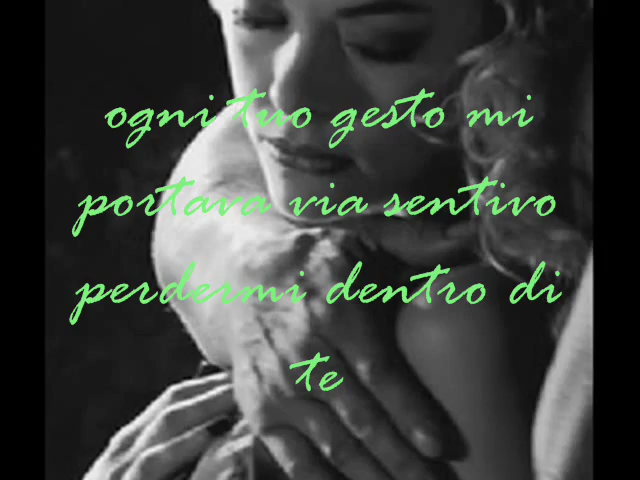 ogni tuo gesto mi
portava via sentivo
perdermi dentro di
te